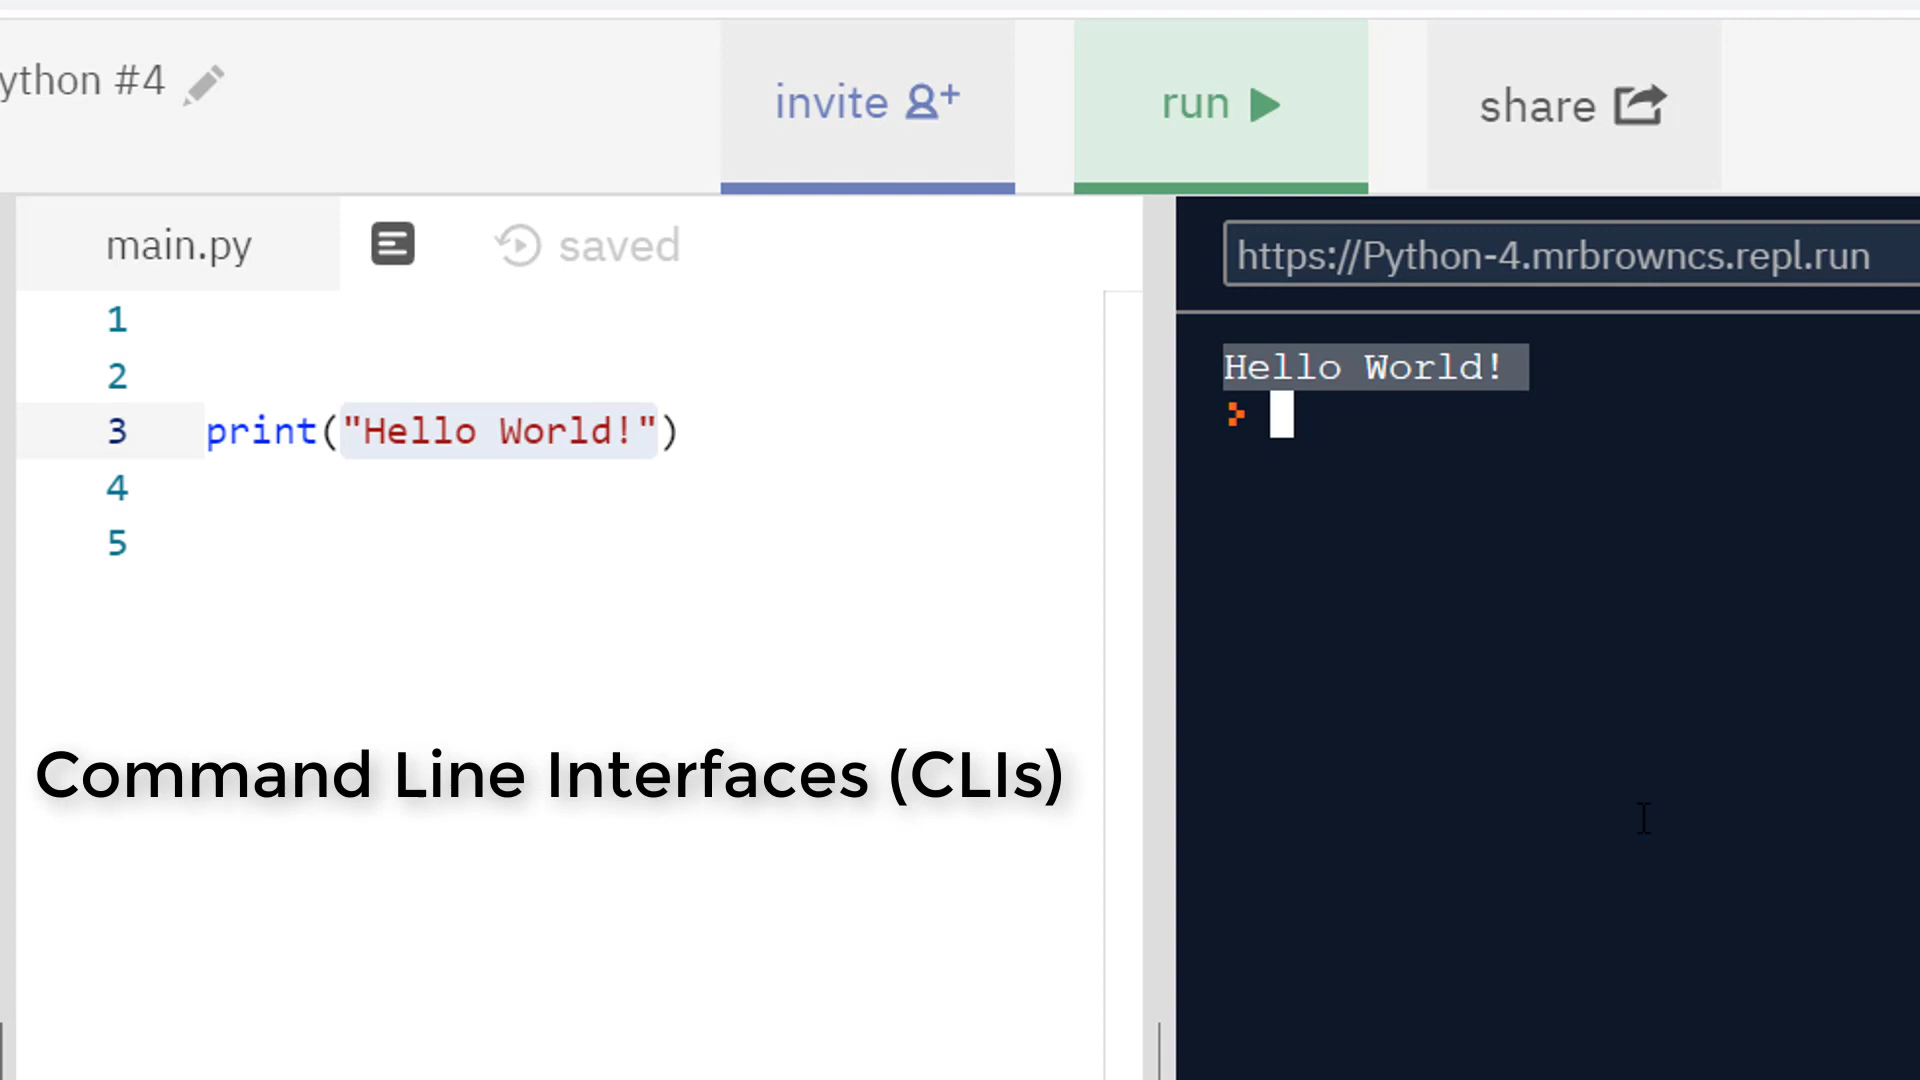 ython #4
invite
run
share
main.py
saved
https://Python-4.mrbrowncs.repl.run
1
2
3 print("Hello World!")
4
5
Hello World!
Command Line Interfaces (CLIs)